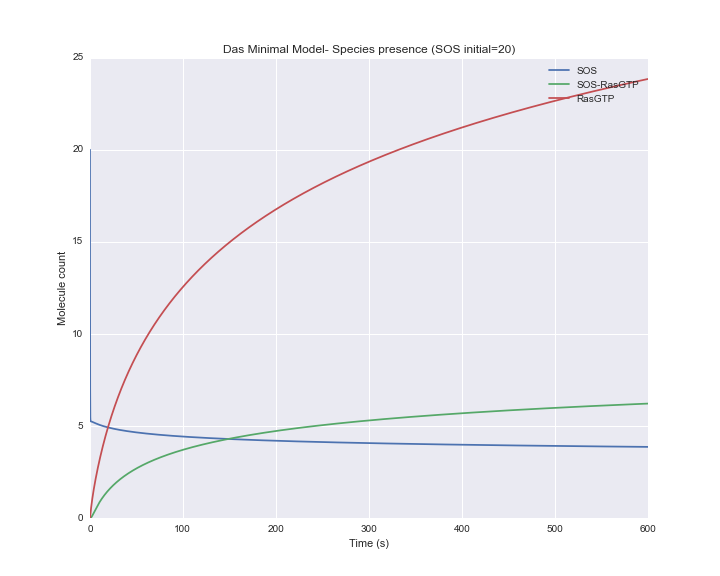 Das Minimal Model- Species presence (SOS initial=20)
25
20
15
10
5
0
Molecule count
SOS
SOS-RasGTP
RasGTP
0 100 200 300 400 500 600
Time (s)